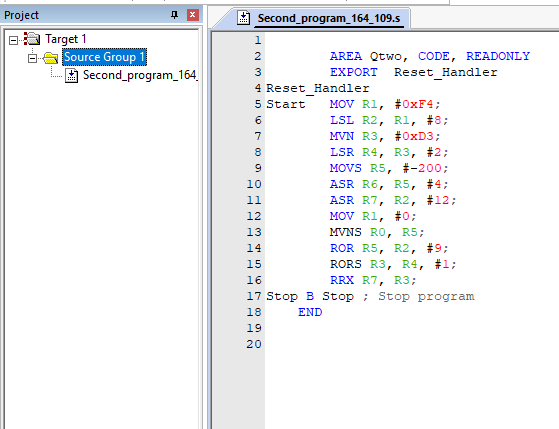 Project
Target 1
Source Group 1
Second_program_164_
Second_program_164_109.s
1
2 AREA Qtwo, CODE, READONLY
3 EXPORT Reset_Handler
4 Reset_Handler
5 Start MOV R1, #0xF4;
6 LSL R2, R1, #8;
7 MVN R3, #0xD3;
8 LSR R4, R3, #2;
9 MOVS R5, #-200;
10 ASR R6, R5, #4;
11 ASR R7, R2, #12;
12 MOV R1, #0;
13 MVNS R0, R5;
14 ROR R5, R2, #9;
15 RORS R3, R4, #1;
16 RRX R7, R3;
17 Stop B Stop ; Stop program
18 END
19
20